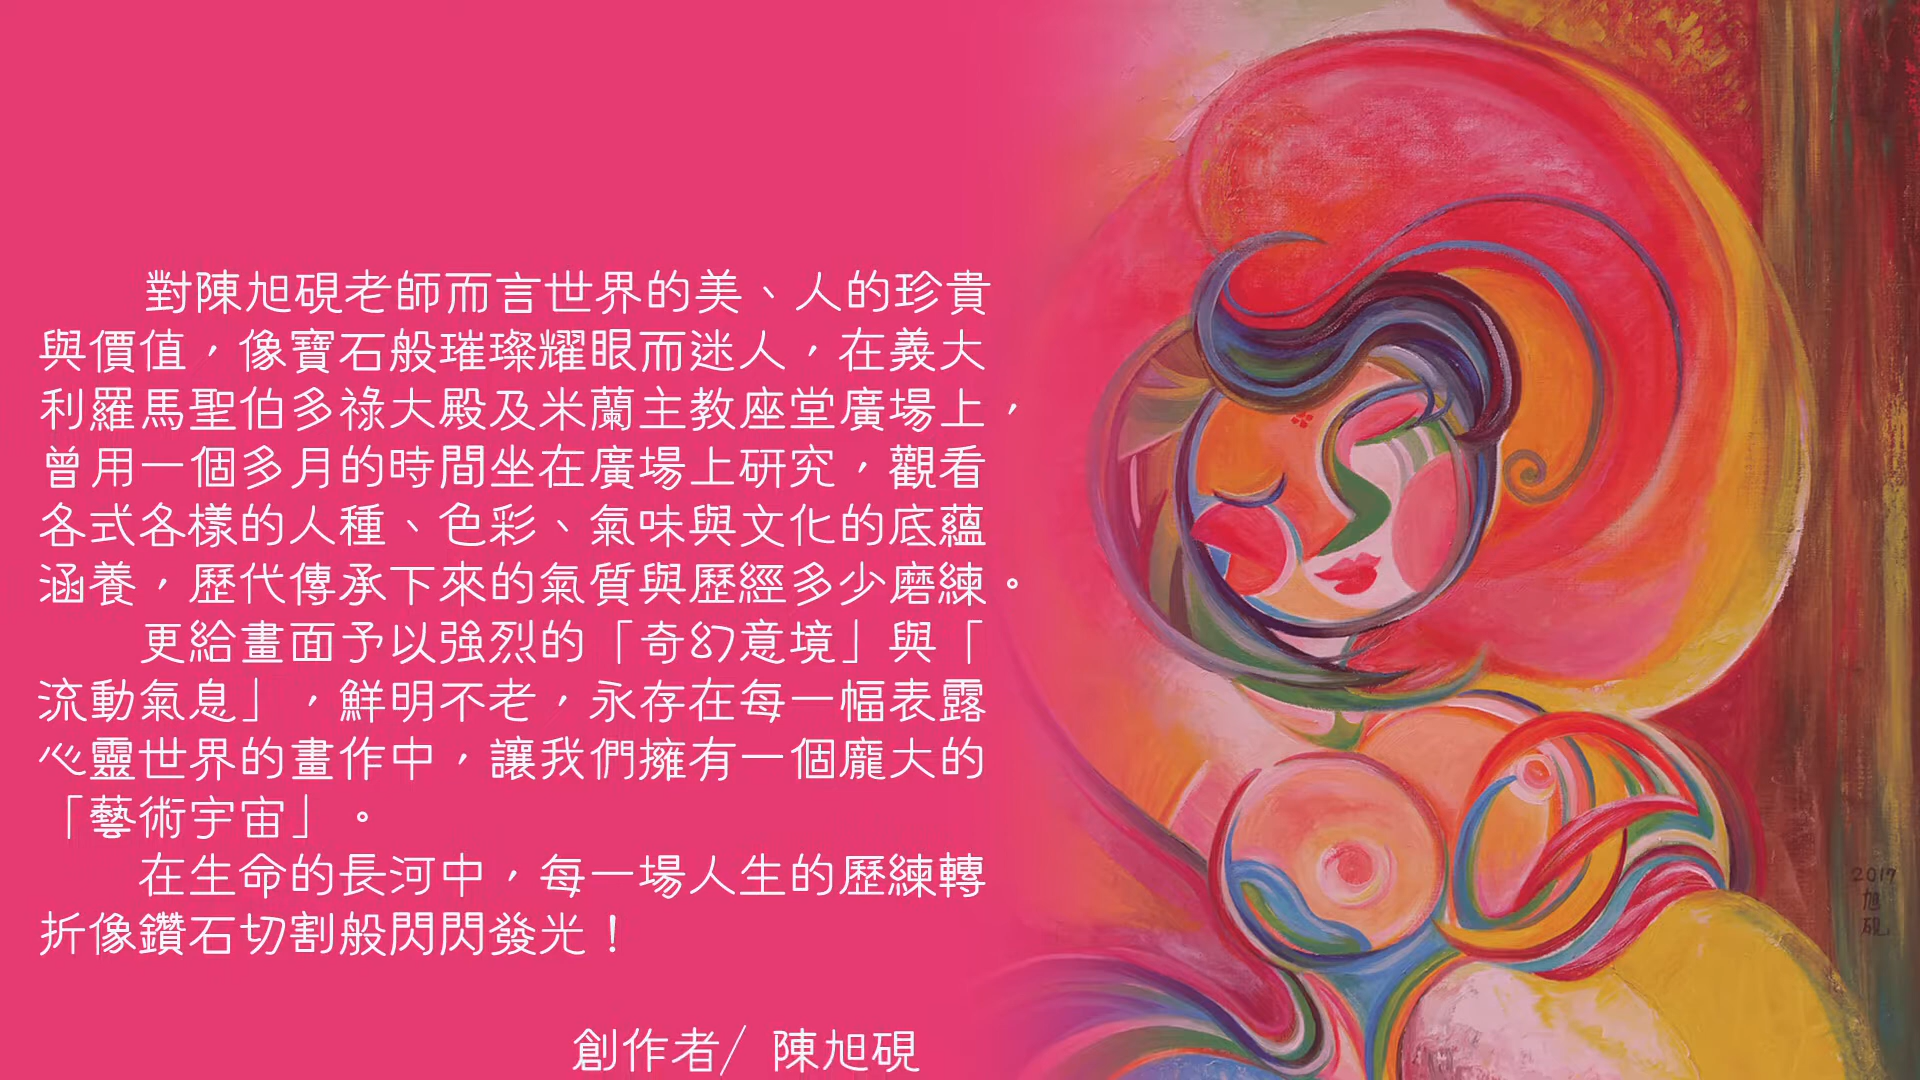 對陳旭硯老師而言世界的美、人的珍貴
與價值，像寶石般璀璨耀眼而迷人，在義大
利羅馬聖伯多祿大殿及米蘭主教座堂廣場上，
曾用一個多月的時間坐在廣場上研究，觀看
各式各樣的人種、色彩、氣味與文化的底蘊
涵養，歷代傳承下來的氣質與歷經多少磨練。
更給畫面予以強烈的「奇幻意境」與「
流動氣息」，鮮明不老，永存在每一幅表露
心靈世界的畫作中，讓我們擁有一個龐大的
「藝術宇宙」。
在生命的長河中，每一場人生的歷練轉
折像鑽石切割般閃閃發光！
創作者/ 陳旭硯
2017
旭
硯